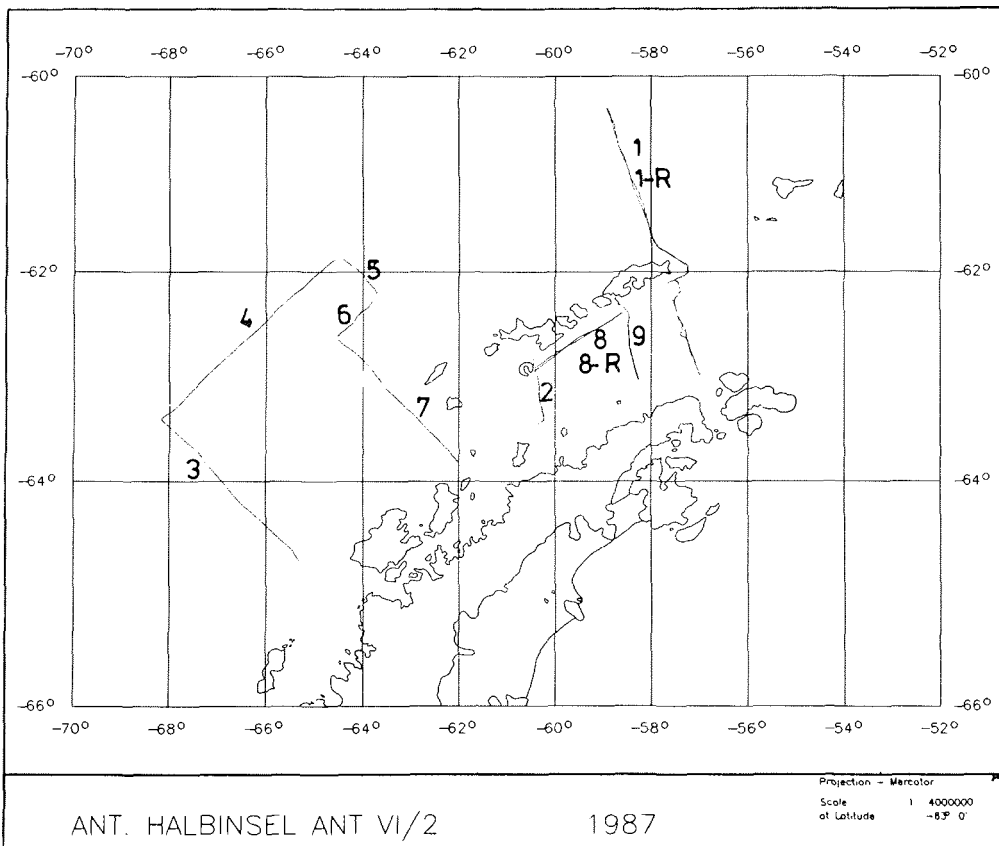 -70° -68° -66° -64° -62° -60° -58° -56° -54° -52°
-60° -60°
1
1-R
-62° 5 -62°
4 6
8 9
8-R
2
7
3
-64° -64°
-66° -66°
-70° -68° -66° -64° -62° -60° -58° -56° -54° -52°
Projection - Mercator
Scale 1 4000000
at Latitude -63° 0'
ANT. HALBINSEL ANT VI/2 1987